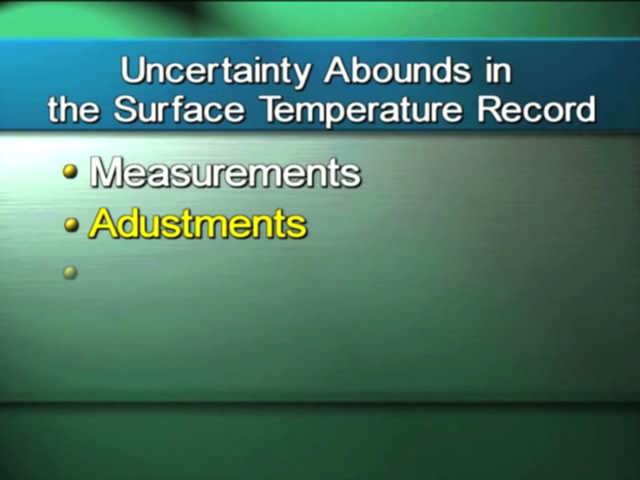 Uncertainty Abounds in
the Surface Temperature Record
Measurements
Adustments